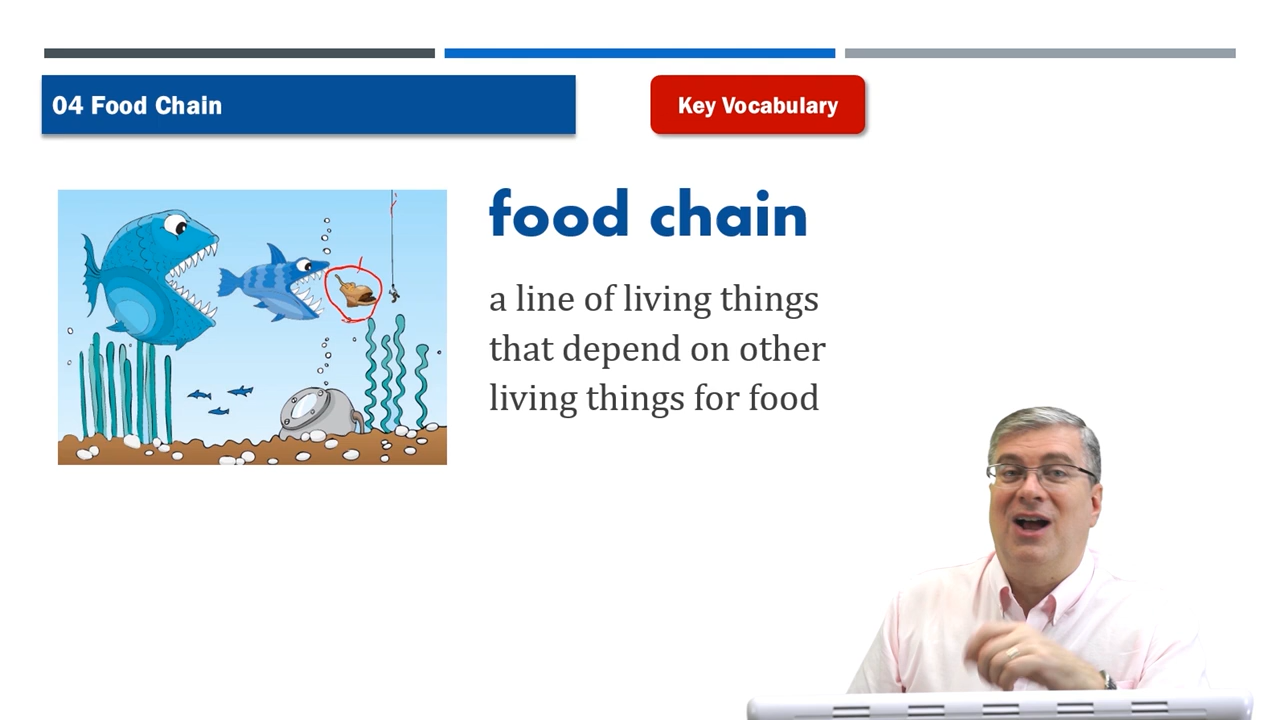 04 Food Chain
Key Vocabulary
food chain
a line of living things
that depend on other
living things for food